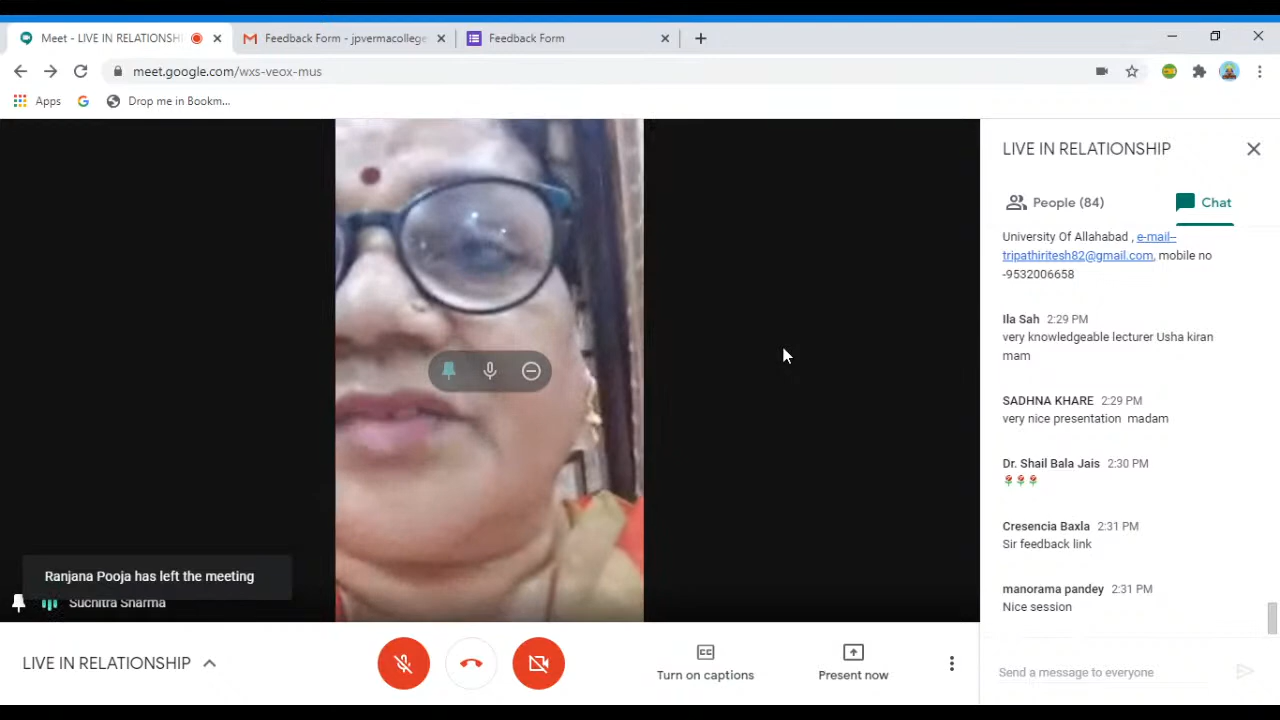 Meet - LIVE IN RELATIONSH
Feedback Form - jpvermacollege
Feedback Form
meet.google.com/wxs-veox-mus
Apps
Drop me in Bookm...
LIVE IN RELATIONSHIP
People (84)
Chat
University Of Allahabad , e-mail--
tripathiritesh82@gmail.com, mobile no
-9532006658
Ila Sah 2:29 PM
very knowledgeable lecturer Usha kiran
mam
SADHNA KHARE 2:29 PM
very nice presentation madam
Dr. Shail Bala Jais 2:30 PM
Cresencia Baxla 2:31 PM
Sir feedback link
manorama pandey 2:31 PM
Nice session
Ranjana Pooja has left the meeting
Suchitra Sharma
LIVE IN RELATIONSHIP
Turn on captions
Present now
Send a message to everyone